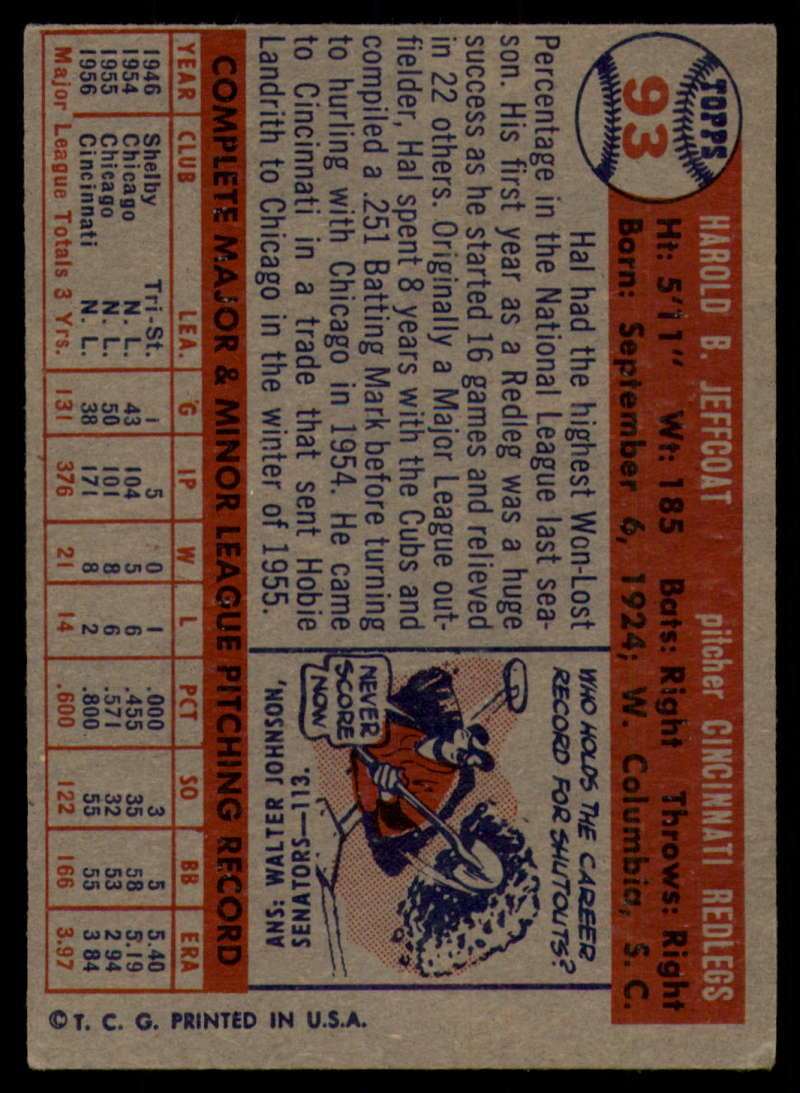 TOPPS
93
HAROLD B. JEFFCOAT pitcher CINCINNATI REDLEGS
Ht: 5'11" Wt: 185 Bats: Right Throws: Right
Born: September 6, 1924; W. Columbia, S. C.
Hal had the highest Won-Lost
Percentage in the National League last sea-
son. His first year as a Redleg was a huge
success as he started 16 games and relieved
in 22 others. Originally a Major League out-
fielder, Hal spent 8 years with the Cubs and
compiled a .251 Batting Mark before turning
to hurling with Chicago in 1954. He came
to Cincinnati in a trade that sent Hobie
Landrith to Chicago in the winter of 1955.
WHO HOLDS THE CAREER
RECORD FOR SHUTOUTS?
NEVER
SCORE
NOW
ANS: WALTER JOHNSON,
SENATORS—113.
COMPLETE MAJOR & MINOR LEAGUE PITCHING RECORD
YEAR CLUB LEA. G IP W L PCT SO BB ERA
1946 Shelby Tri-St. 1 5 0 1 .000 3 5 5.40
1954 Chicago N. L. 43 104 5 6 .455 35 58 5.19
1955 Chicago N. L. 50 101 8 6 .571 32 53 2.94
1956 Cincinnati N. L. 38 171 8 2 .800 55 55 3.84
Major League Totals 3 Yrs. 131 376 21 14 .600 122 166 3.97
© T. C. G. PRINTED IN U.S.A.